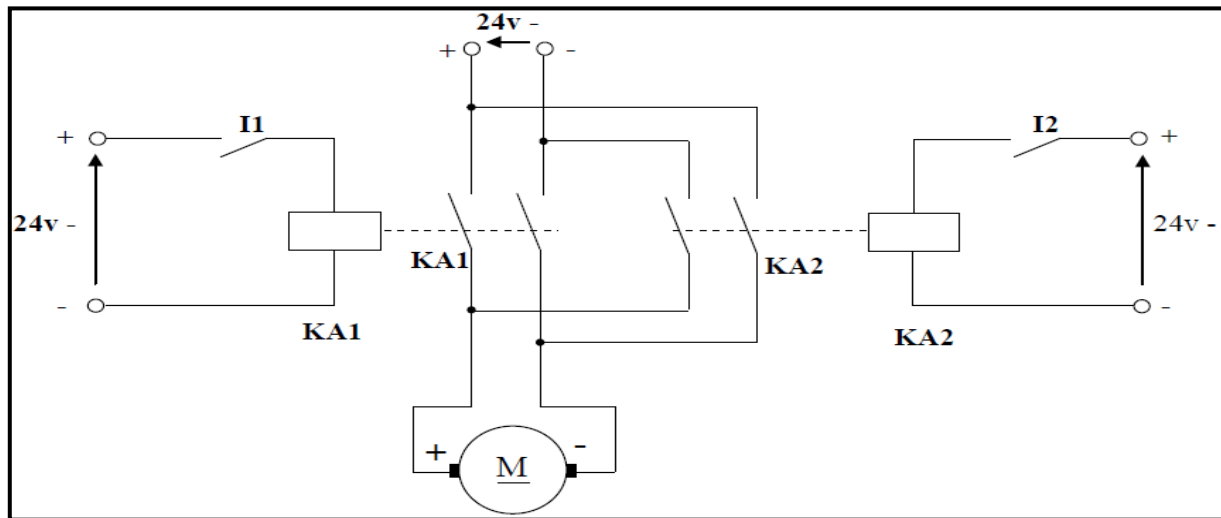 24v -
+ -
I1 I2
+ +
24v - 24v -
KA1 KA2
- -
KA1 KA2
+ -
M